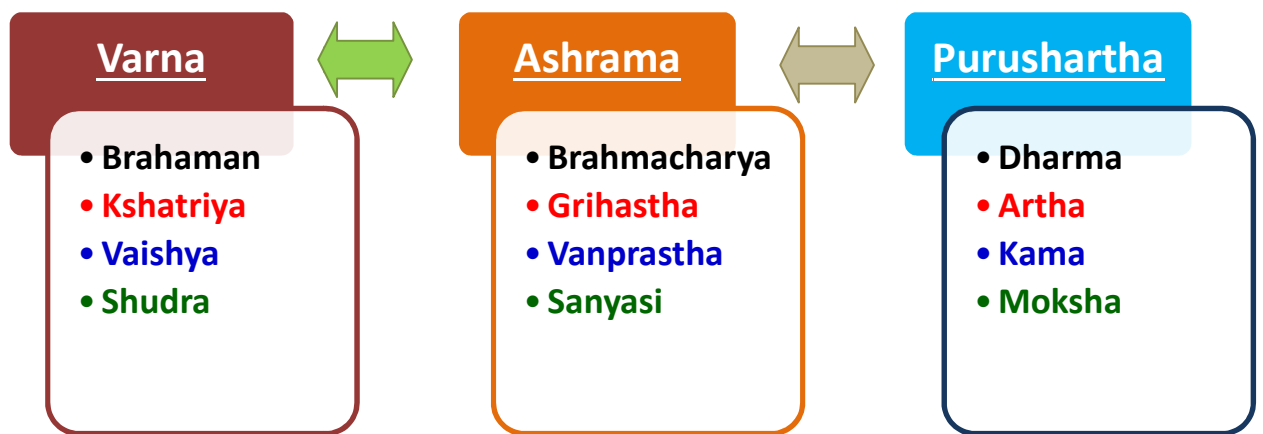 Varna
• Brahaman
• Kshatriya
• Vaishya
• Shudra
Ashrama
• Brahmacharya
• Grihastha
• Vanprastha
• Sanyasi
Purushartha
• Dharma
• Artha
• Kama
• Moksha